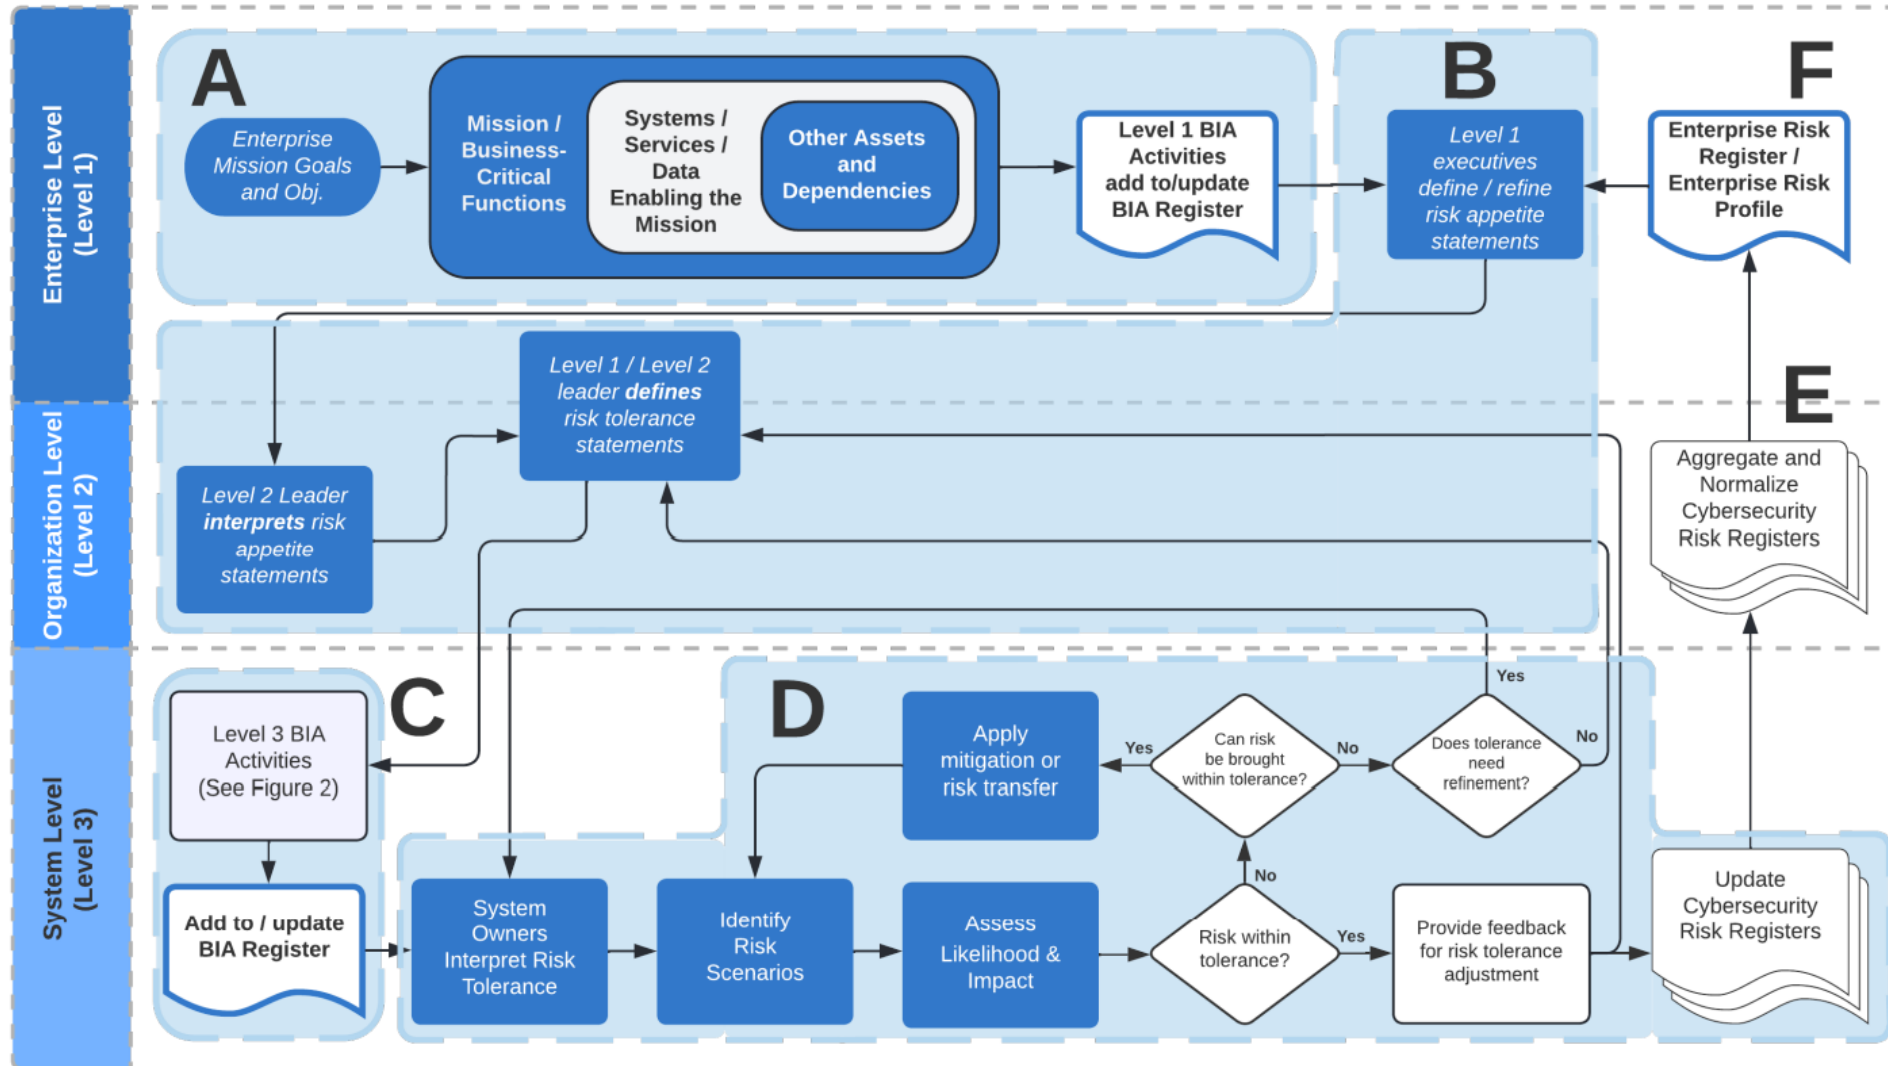 Enterprise Level
(Level 1)
A
Enterprise
Mission Goals
and Obj.
Mission /
Business-
Critical
Functions
Systems /
Services /
Data
Enabling the
Mission
Other Assets
and
Dependencies
Level 1 BIA
Activities
add to/update
BIA Register
B
Level 1
executives
define / refine
risk appetite
statements
F
Enterprise Risk
Register /
Enterprise Risk
Profile
Organization Level
(Level 2)
Level 1 / Level 2
leader defines
risk tolerance
statements
Level 2 Leader
interprets risk
appetite
statements
E
Aggregate and
Normalize
Cybersecurity
Risk Registers
System Level
(Level 3)
C
Level 3 BIA
Activities
(See Figure 2)
Add to / update
BIA Register
D
Apply
mitigation or
risk transfer
Yes
Can risk
be brought
within tolerance?
No
Does tolerance
need
refinement?
Yes
No
System
Owners
Interpret Risk
Tolerance
Identify
Risk
Scenarios
Assess
Likelihood &
Impact
No
Risk within
tolerance?
Yes
Provide feedback
for risk tolerance
adjustment
Update
Cybersecurity
Risk Registers